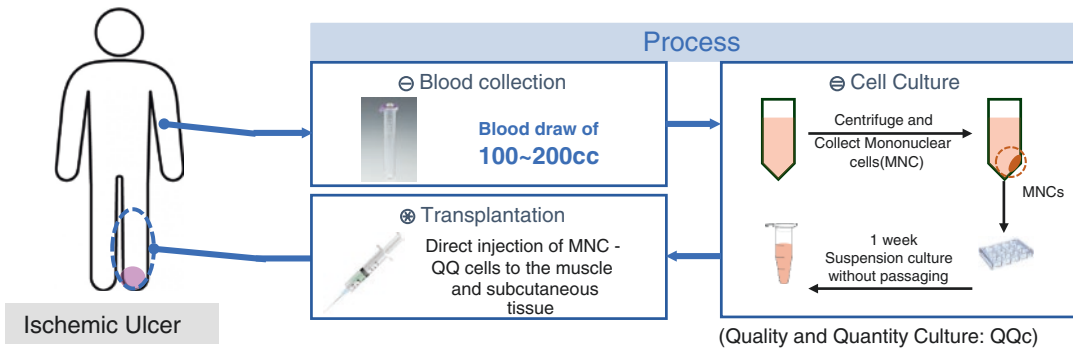 Process
⊖ Blood collection
Blood draw of
100~200cc
⊜ Cell Culture
Centrifuge and
Collect Mononuclear
cells(MNC)
MNCs
1 week
Suspension culture
without passaging
⊛ Transplantation
Direct injection of MNC -
QQ cells to the muscle
and subcutaneous
tissue
Ischemic Ulcer
(Quality and Quantity Culture: QQc)